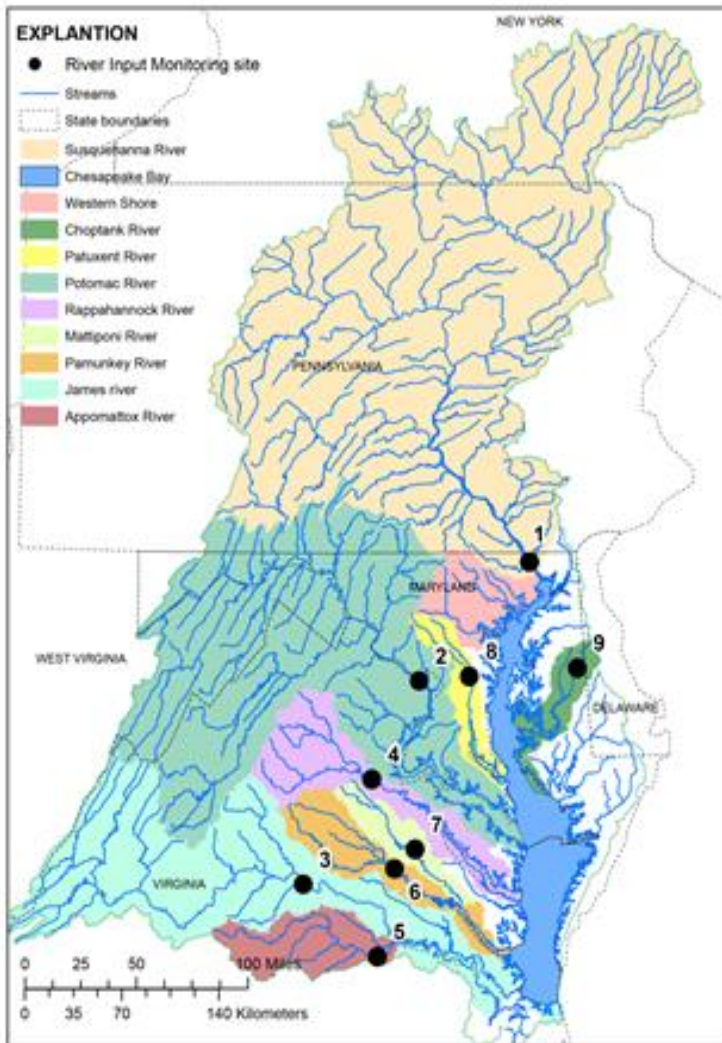 NEW YORK
EXPLANTION
River Input Monitoring site
Streams
State boundaries
Susquehanna River
Chesapeake Bay
Western Shore
Choptank River
Patuxent River
Potomac River
Rappahannock River
Mattiponi River
Pamunkey River
James river
Appomattox River
PENNSYLVANIA
1
MARYLAND
WEST VIRGINIA
2
8
9
DELAWARE
4
7
3
VIRGINIA
6
5
0 25 50 100 Miles
0 35 70 140 Kilometers